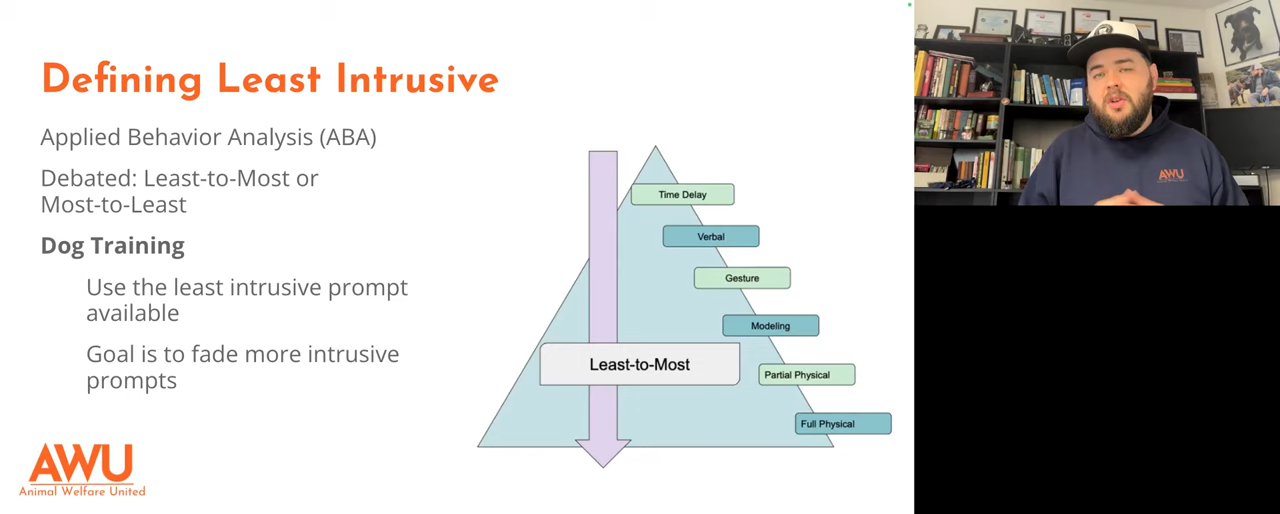 Defining Least Intrusive
Applied Behavior Analysis (ABA)
Debated: Least-to-Most or
Most-to-Least
Dog Training
Use the least intrusive prompt
available
Goal is to fade more intrusive
prompts
Time Delay
Verbal
Gesture
Modeling
Least-to-Most
Partial Physical
Full Physical
AWU
Animal Welfare United
AWU